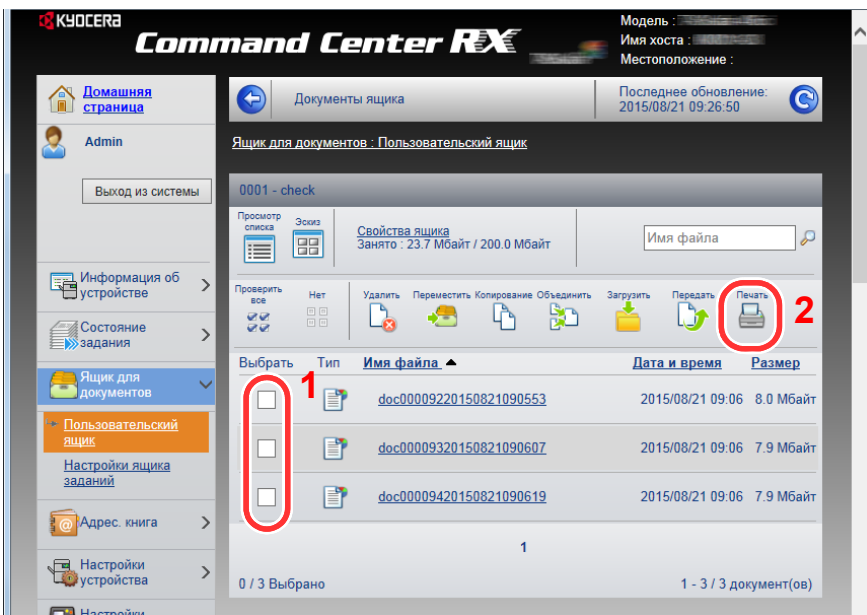 KYOCERA
Command Center RX
Модель :
Имя хоста :
Местоположение :
Домашняя
страница
Admin
Выход из системы
Информация об
устройстве
Состояние
задания
Ящик для
документов
Пользовательский
ящик
Настройки ящика
заданий
Адрес. книга
Настройки
устройства
Настройки
Документы ящика
Последнее обновление:
2015/08/21 09:26:50
Ящик для документов : Пользовательский ящик
0001 - check
Просмотр
списка
Эскиз
Свойства ящика
Занято : 23.7 Мбайт / 200.0 Мбайт
Имя файла
Проверить
все
Нет
Удалить
Переместить
Копирование
Объединить
Загрузить
Передать
Печать
2
Выбрать
Тип
Имя файла
Дата и время
Размер
1
doc00009220150821090553
2015/08/21 09:06
8.0 Мбайт
doc00009320150821090607
2015/08/21 09:06
7.9 Мбайт
doc00009420150821090619
2015/08/21 09:06
7.9 Мбайт
1
0 / 3 Выбрано
1 - 3 / 3 документ(ов)